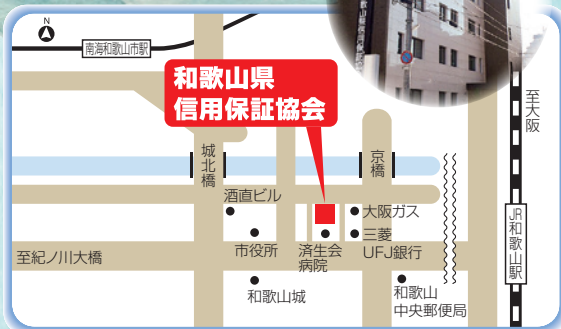 N
南海和歌山市駅
和歌山県
信用保証協会
至大阪
城北橋
京橋
酒直ビル
大阪ガス
市役所
済生会
病院
三菱
UFJ銀行
JR和歌山駅
至紀ノ川大橋
和歌山城
和歌山
中央郵便局